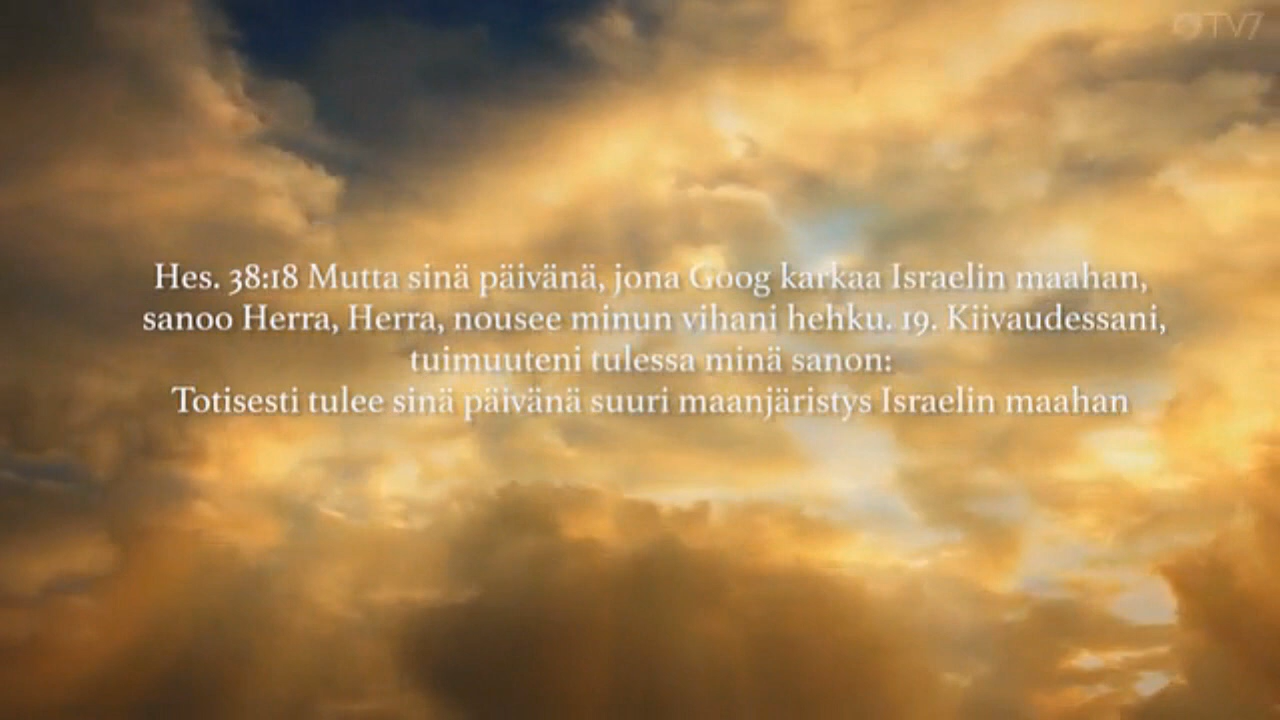 TV7
Hes. 38:18 Mutta sinä päivänä, jona Goog karkaa Israelin maahan,
sanoo Herra, Herra, nousee minun vihani hehku. 19. Kiivaudessani,
tuimuuteni tulessa minä sanon:
Totisesti tulee sinä päivänä suuri maanjäristys Israelin maahan